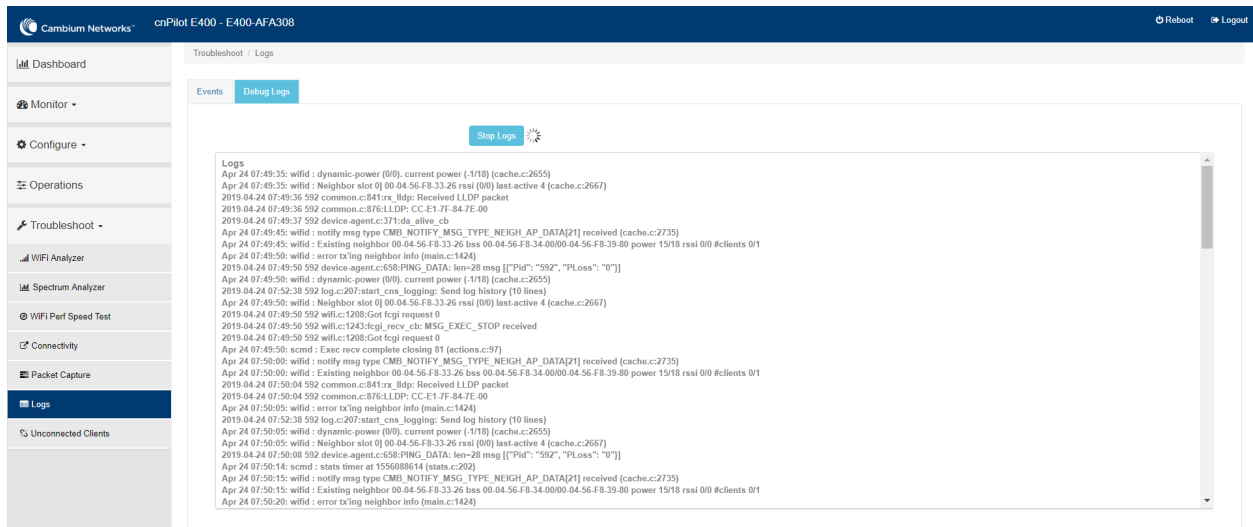 Cambium Networks™
cnPilot E400 - E400-AFA308
Reboot
Logout
Dashboard
Monitor
Configure
Operations
Troubleshoot
WiFi Analyzer
Spectrum Analyzer
WiFi Perf Speed Test
Connectivity
Packet Capture
Logs
Unconnected Clients
Troubleshoot / Logs
Events
Debug Logs
Stop Logs
Logs
Apr 24 07:49:35: wifid : dynamic-power (0/0). current power (-1/18) (cache.c:2655)
Apr 24 07:49:35: wifid : Neighbor slot 0] 00-04-56-F8-33-26 rssi (0/0) last-active 4 (cache.c:2667)
2019-04-24 07:49:36 592 common.c:841:rx_lldp: Received LLDP packet
2019-04-24 07:49:36 592 common.c:876:LLDP: CC-E1-7F-84-7E-00
2019-04-24 07:49:37 592 device-agent.c:371:da_alive_cb
Apr 24 07:49:45: wifid : notify msg type CMB_NOTIFY_MSG_TYPE_NEIGH_AP_DATA[21] received (cache.c:2735)
Apr 24 07:49:45: wifid : Existing neighbor 00-04-56-F8-33-26 bss 00-04-56-F8-34-00/00-04-56-F8-39-80 power 15/18 rssi 0/0 #clients 0/1
Apr 24 07:49:50: wifid : error tx'ing neighbor info (main.c:1424)
2019-04-24 07:49:50 592 device-agent.c:658:PING_DATA: len=28 msg [{"Pid": "592", "PLoss": "0"}]
Apr 24 07:49:50: wifid : dynamic-power (0/0). current power (-1/18) (cache.c:2655)
2019-04-24 07:52:38 592 log.c:207:start_cns_logging: Send log history (10 lines)
Apr 24 07:49:50: wifid : Neighbor slot 0] 00-04-56-F8-33-26 rssi (0/0) last-active 4 (cache.c:2667)
2019-04-24 07:49:50 592 wifi.c:1208:Got fcgi request 0
2019-04-24 07:49:50 592 wifi.c:1243:fcgi_recv_cb: MSG_EXEC_STOP received
2019-04-24 07:49:50 592 wifi.c:1208:Got fcgi request 0
Apr 24 07:49:50: scmd : Exec recv complete closing 81 (actions.c:97)
Apr 24 07:50:00: wifid : notify msg type CMB_NOTIFY_MSG_TYPE_NEIGH_AP_DATA[21] received (cache.c:2735)
Apr 24 07:50:00: wifid : Existing neighbor 00-04-56-F8-33-26 bss 00-04-56-F8-34-00/00-04-56-F8-39-80 power 15/18 rssi 0/0 #clients 0/1
2019-04-24 07:50:04 592 common.c:841:rx_lldp: Received LLDP packet
2019-04-24 07:50:04 592 common.c:876:LLDP: CC-E1-7F-84-7E-00
Apr 24 07:50:05: wifid : error tx'ing neighbor info (main.c:1424)
2019-04-24 07:52:38 592 log.c:207:start_cns_logging: Send log history (10 lines)
Apr 24 07:50:05: wifid : dynamic-power (0/0). current power (-1/18) (cache.c:2655)
Apr 24 07:50:05: wifid : Neighbor slot 0] 00-04-56-F8-33-26 rssi (0/0) last-active 4 (cache.c:2667)
2019-04-24 07:50:08 592 device-agent.c:658:PING_DATA: len=28 msg [{"Pid": "592", "PLoss": "0"}]
Apr 24 07:50:14: scmd : stats timer at 1556088614 (stats.c:202)
Apr 24 07:50:15: wifid : notify msg type CMB_NOTIFY_MSG_TYPE_NEIGH_AP_DATA[21] received (cache.c:2735)
Apr 24 07:50:15: wifid : Existing neighbor 00-04-56-F8-33-26 bss 00-04-56-F8-34-00/00-04-56-F8-39-80 power 15/18 rssi 0/0 #clients 0/1
Apr 24 07:50:20: wifid : error tx'ing neighbor info (main.c:1424)